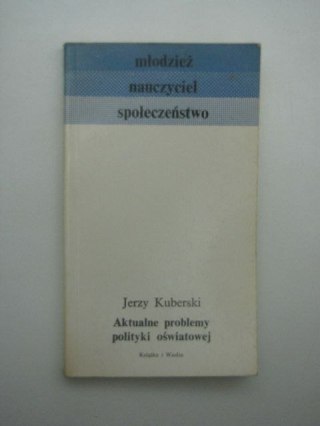 młodzież
nauczyciel
społeczeństwo
Jerzy Kuberski
Aktualne problemy
polityki oświatowej
Książka i Wiedza